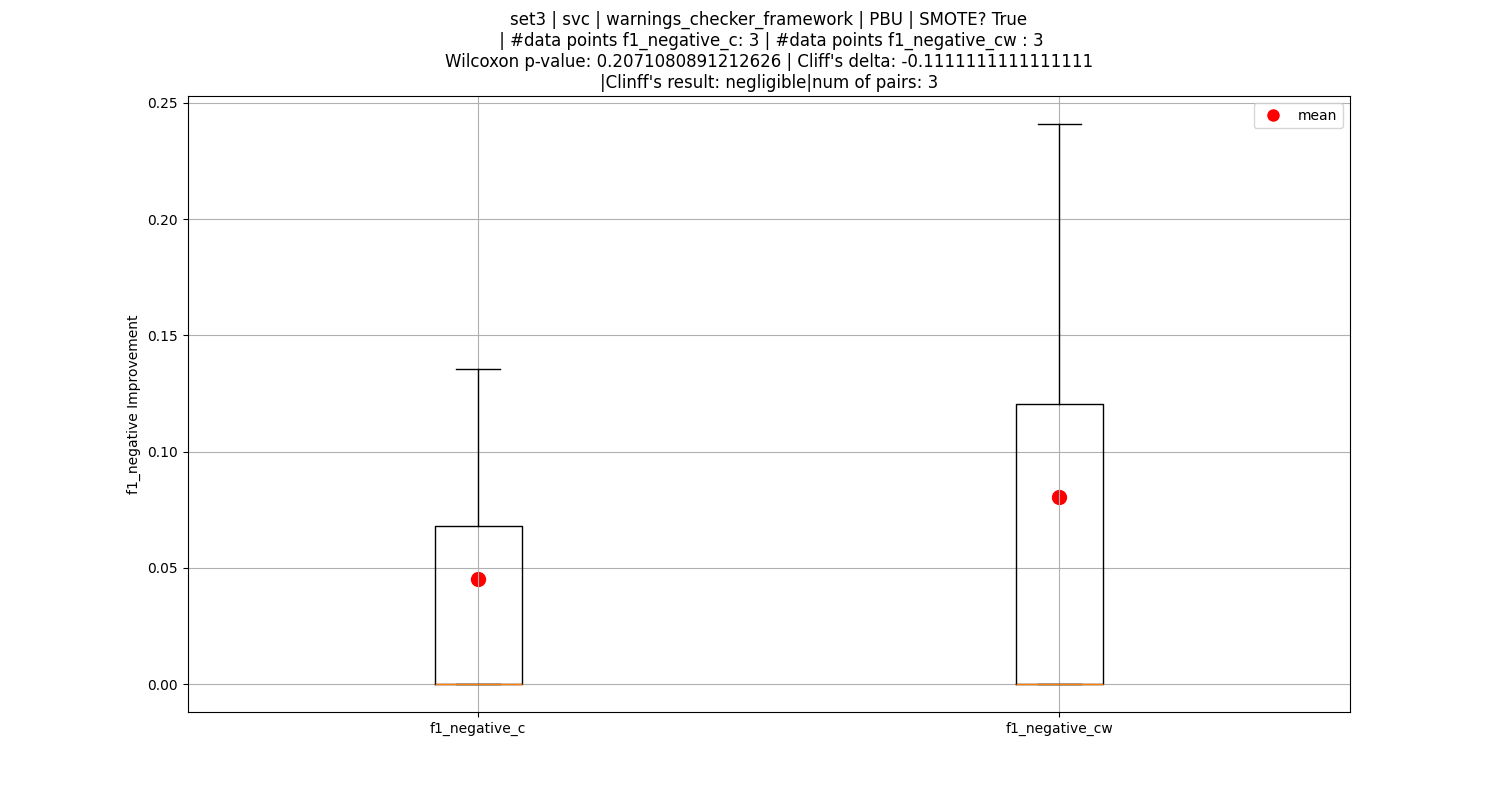 set3 | svc | warnings_checker_framework | PBU | SMOTE? True
| #data points f1_negative_c: 3 | #data points f1_negative_cw : 3
Wilcoxon p-value: 0.2071080891212626 | Cliff's delta: -0.1111111111111111
|Clinff's result: negligible|num of pairs: 3
mean
0.25
0.20
0.15
0.10
0.05
0.00
f1_negative Improvement
f1_negative_c
f1_negative_cw